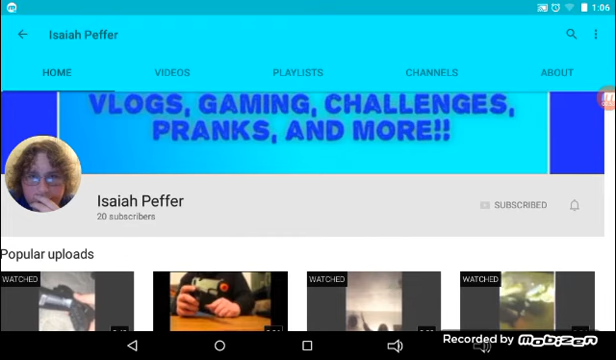 1:06
Isaiah Peffer
HOME VIDEOS PLAYLISTS CHANNELS ABOUT
VLOGS, GAMING, CHALLENGES,
PRANKS, AND MORE!!
Isaiah Peffer
20 subscribers
SUBSCRIBED
Popular uploads
WATCHED WATCHED WATCHED
Recorded by mobizen